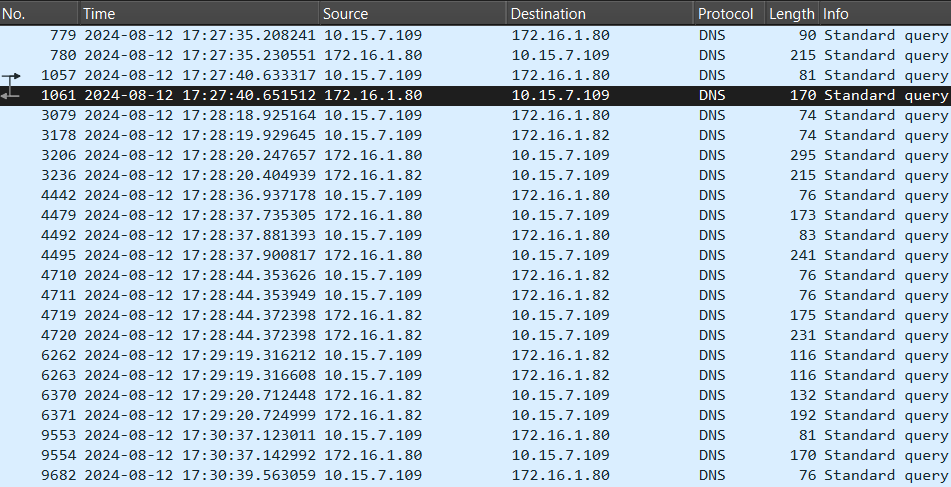 No. Time Source Destination Protocol Length Info
779 2024-08-12 17:27:35.208241 10.15.7.109 172.16.1.80 DNS 90 Standard query
780 2024-08-12 17:27:35.230551 172.16.1.80 10.15.7.109 DNS 215 Standard query
1057 2024-08-12 17:27:40.633317 10.15.7.109 172.16.1.80 DNS 81 Standard query
1061 2024-08-12 17:27:40.651512 172.16.1.80 10.15.7.109 DNS 170 Standard query
3079 2024-08-12 17:28:18.925164 10.15.7.109 172.16.1.80 DNS 74 Standard query
3178 2024-08-12 17:28:19.929645 10.15.7.109 172.16.1.82 DNS 74 Standard query
3206 2024-08-12 17:28:20.247657 172.16.1.80 10.15.7.109 DNS 295 Standard query
3236 2024-08-12 17:28:20.404939 172.16.1.82 10.15.7.109 DNS 215 Standard query
4442 2024-08-12 17:28:36.937178 10.15.7.109 172.16.1.80 DNS 76 Standard query
4479 2024-08-12 17:28:37.735305 172.16.1.80 10.15.7.109 DNS 173 Standard query
4492 2024-08-12 17:28:37.881393 10.15.7.109 172.16.1.80 DNS 83 Standard query
4495 2024-08-12 17:28:37.900817 172.16.1.80 10.15.7.109 DNS 241 Standard query
4710 2024-08-12 17:28:44.353626 10.15.7.109 172.16.1.82 DNS 76 Standard query
4711 2024-08-12 17:28:44.353949 10.15.7.109 172.16.1.82 DNS 76 Standard query
4719 2024-08-12 17:28:44.372398 172.16.1.82 10.15.7.109 DNS 175 Standard query
4720 2024-08-12 17:28:44.372398 172.16.1.82 10.15.7.109 DNS 231 Standard query
6262 2024-08-12 17:29:19.316212 10.15.7.109 172.16.1.82 DNS 116 Standard query
6263 2024-08-12 17:29:19.316608 10.15.7.109 172.16.1.82 DNS 116 Standard query
6370 2024-08-12 17:29:20.712448 172.16.1.82 10.15.7.109 DNS 132 Standard query
6371 2024-08-12 17:29:20.724999 172.16.1.82 10.15.7.109 DNS 192 Standard query
9553 2024-08-12 17:30:37.123011 10.15.7.109 172.16.1.80 DNS 81 Standard query
9554 2024-08-12 17:30:37.142992 172.16.1.80 10.15.7.109 DNS 170 Standard query
9682 2024-08-12 17:30:39.563059 10.15.7.109 172.16.1.80 DNS 76 Standard query